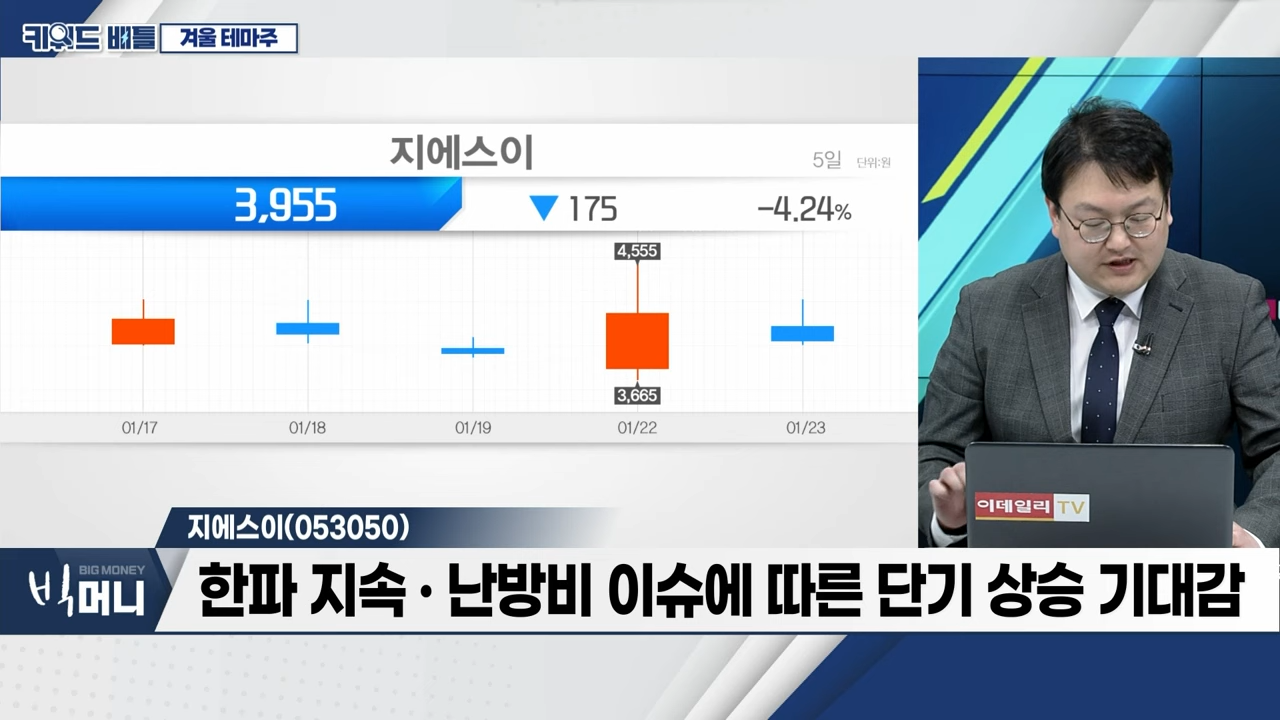 키워드 배틀 겨울 테마주
지에스이
5일 단위:원
3,955 ▼ 175 -4.24%
4,555
3,665
01/17 01/18 01/19 01/22 01/23
이데일리 TV
지에스이(053050)
BIG MONEY
빅머니
한파 지속·난방비 이슈에 따른 단기 상승 기대감